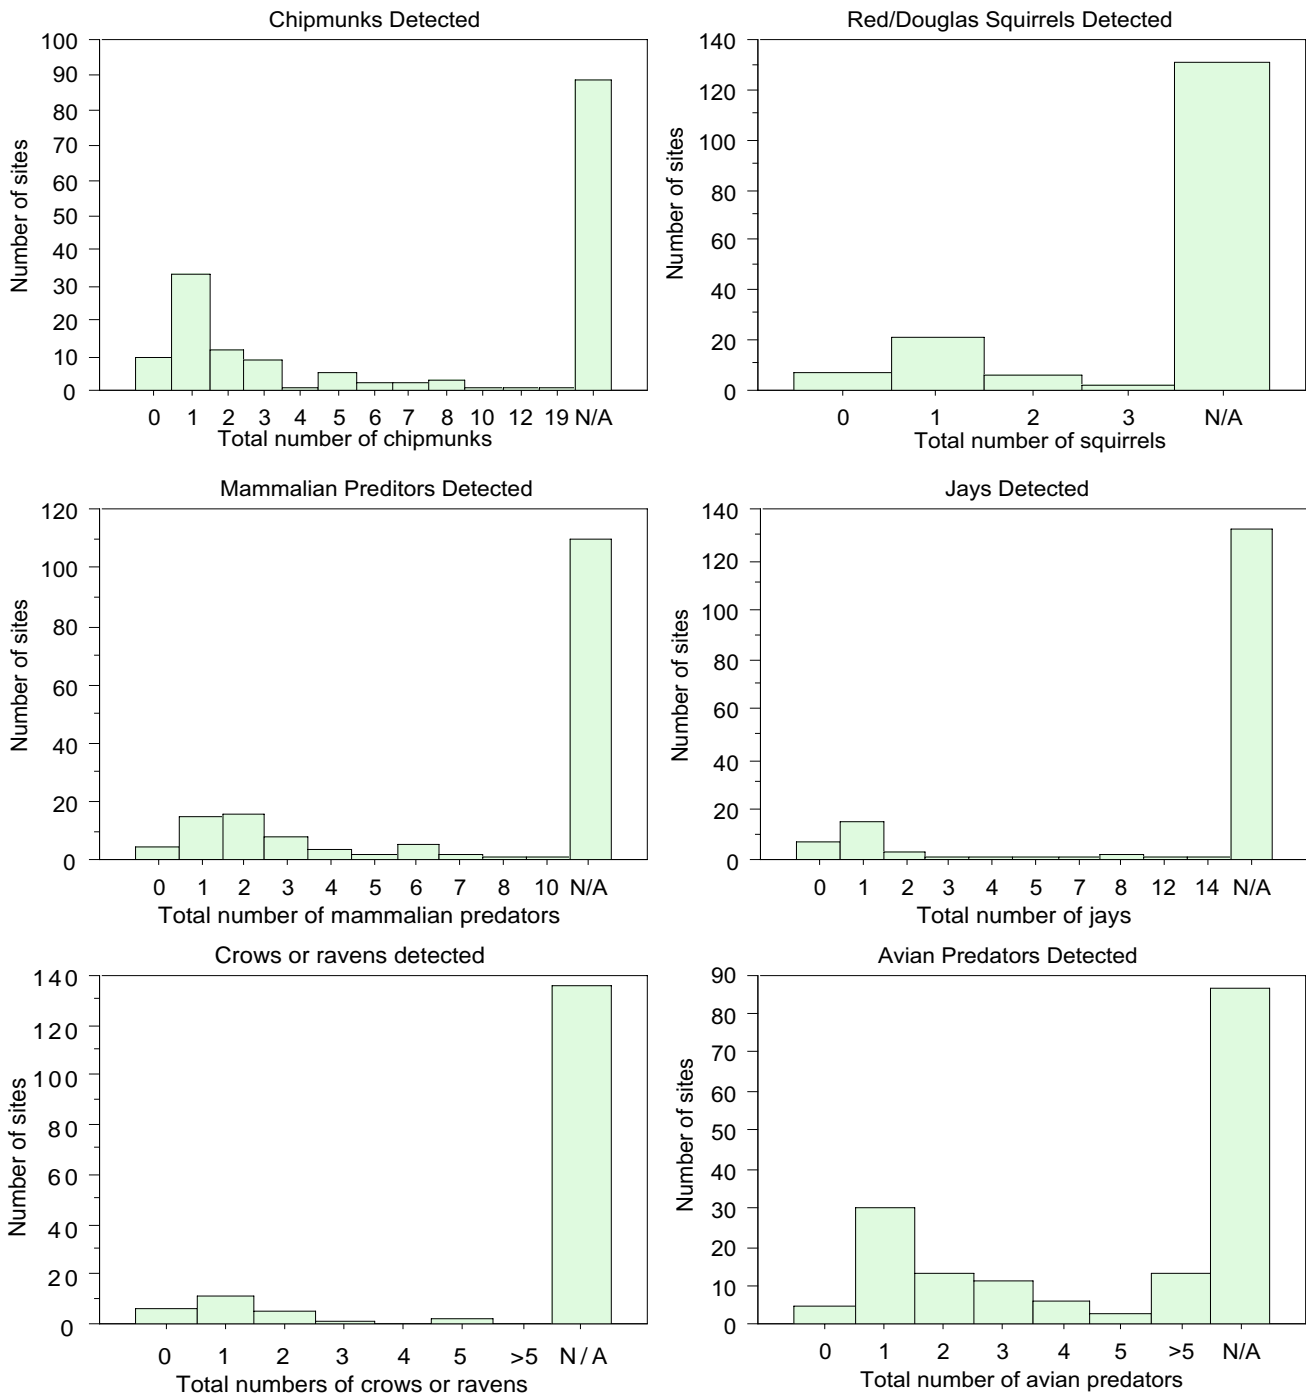 Chipmunks Detected
100
90
80
70
60
50
40
30
20
10
0
Number of sites
0 1 2 3 4 5 6 7 8 10 12 19 N/A
Total number of chipmunks
Red/Douglas Squirrels Detected
140
120
100
80
60
40
20
0
Number of sites
0 1 2 3 N/A
Total number of squirrels
Mammalian Preditors Detected
120
100
80
60
40
20
0
Number of sites
0 1 2 3 4 5 6 7 8 10 N/A
Total number of mammalian predators
Jays Detected
140
120
100
80
60
40
20
0
Number of sites
0 1 2 3 4 5 7 8 12 14 N/A
Total number of jays
Crows or ravens detected
140
120
100
80
60
40
20
0
Number of sites
0 1 2 3 4 5 >5 N/A
Total numbers of crows or ravens
Avian Predators Detected
90
80
70
60
50
40
30
20
10
0
Number of sites
0 1 2 3 4 5 >5 N/A
Total number of avian predators